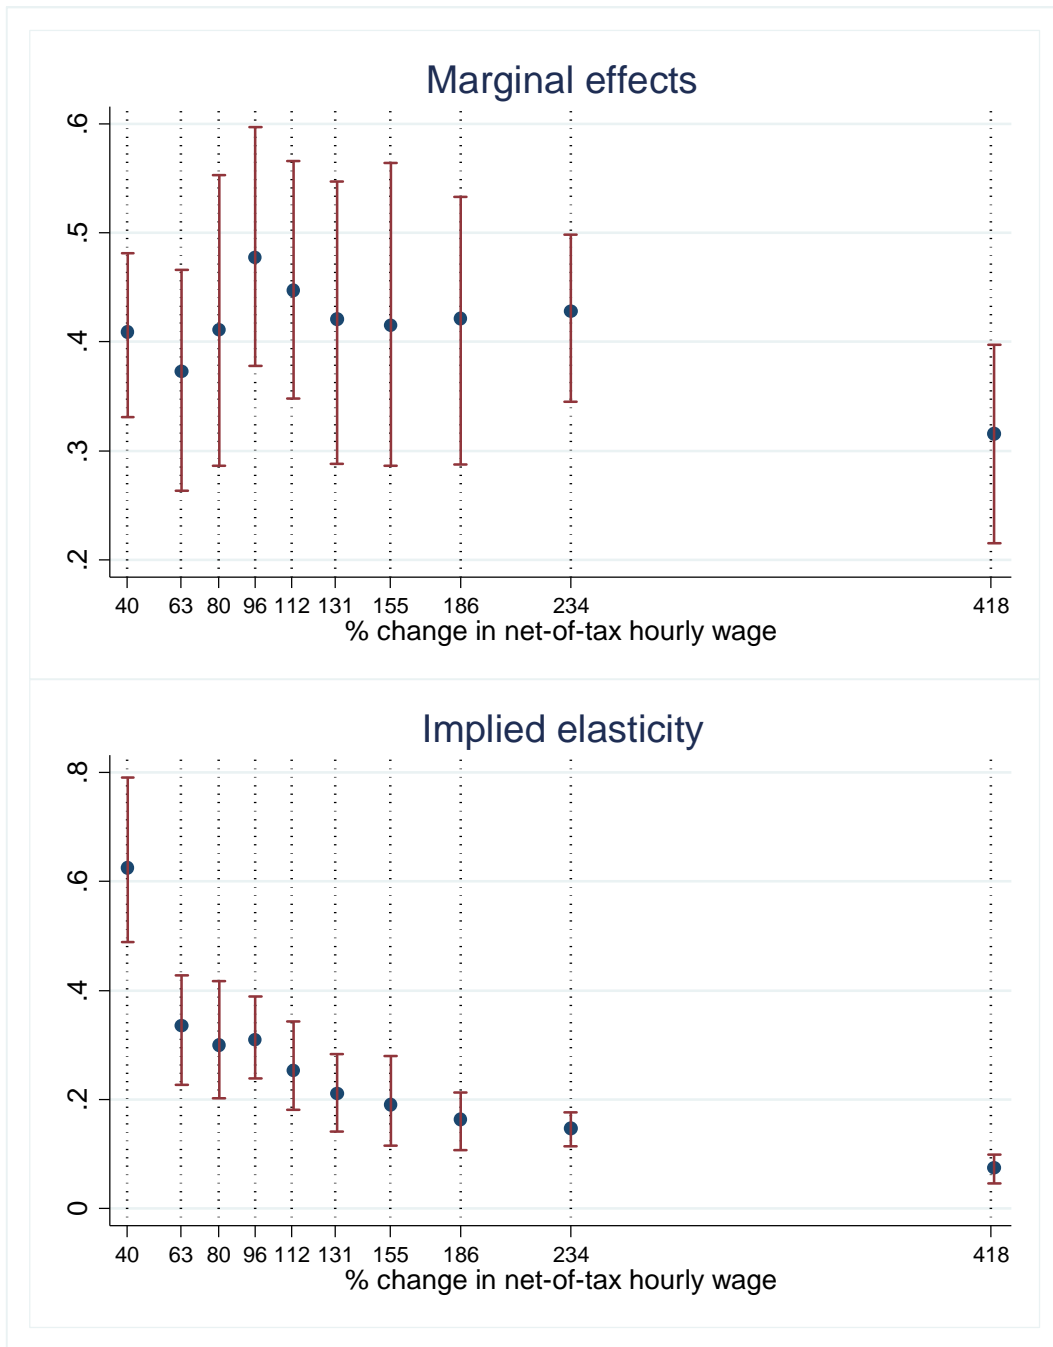 Marginal effects
.6
.5
.4
.3
.2
40 63 80 96 112 131 155 186 234 418
% change in net-of-tax hourly wage
Implied elasticity
.8
.6
.4
.2
0
40 63 80 96 112 131 155 186 234 418
% change in net-of-tax hourly wage